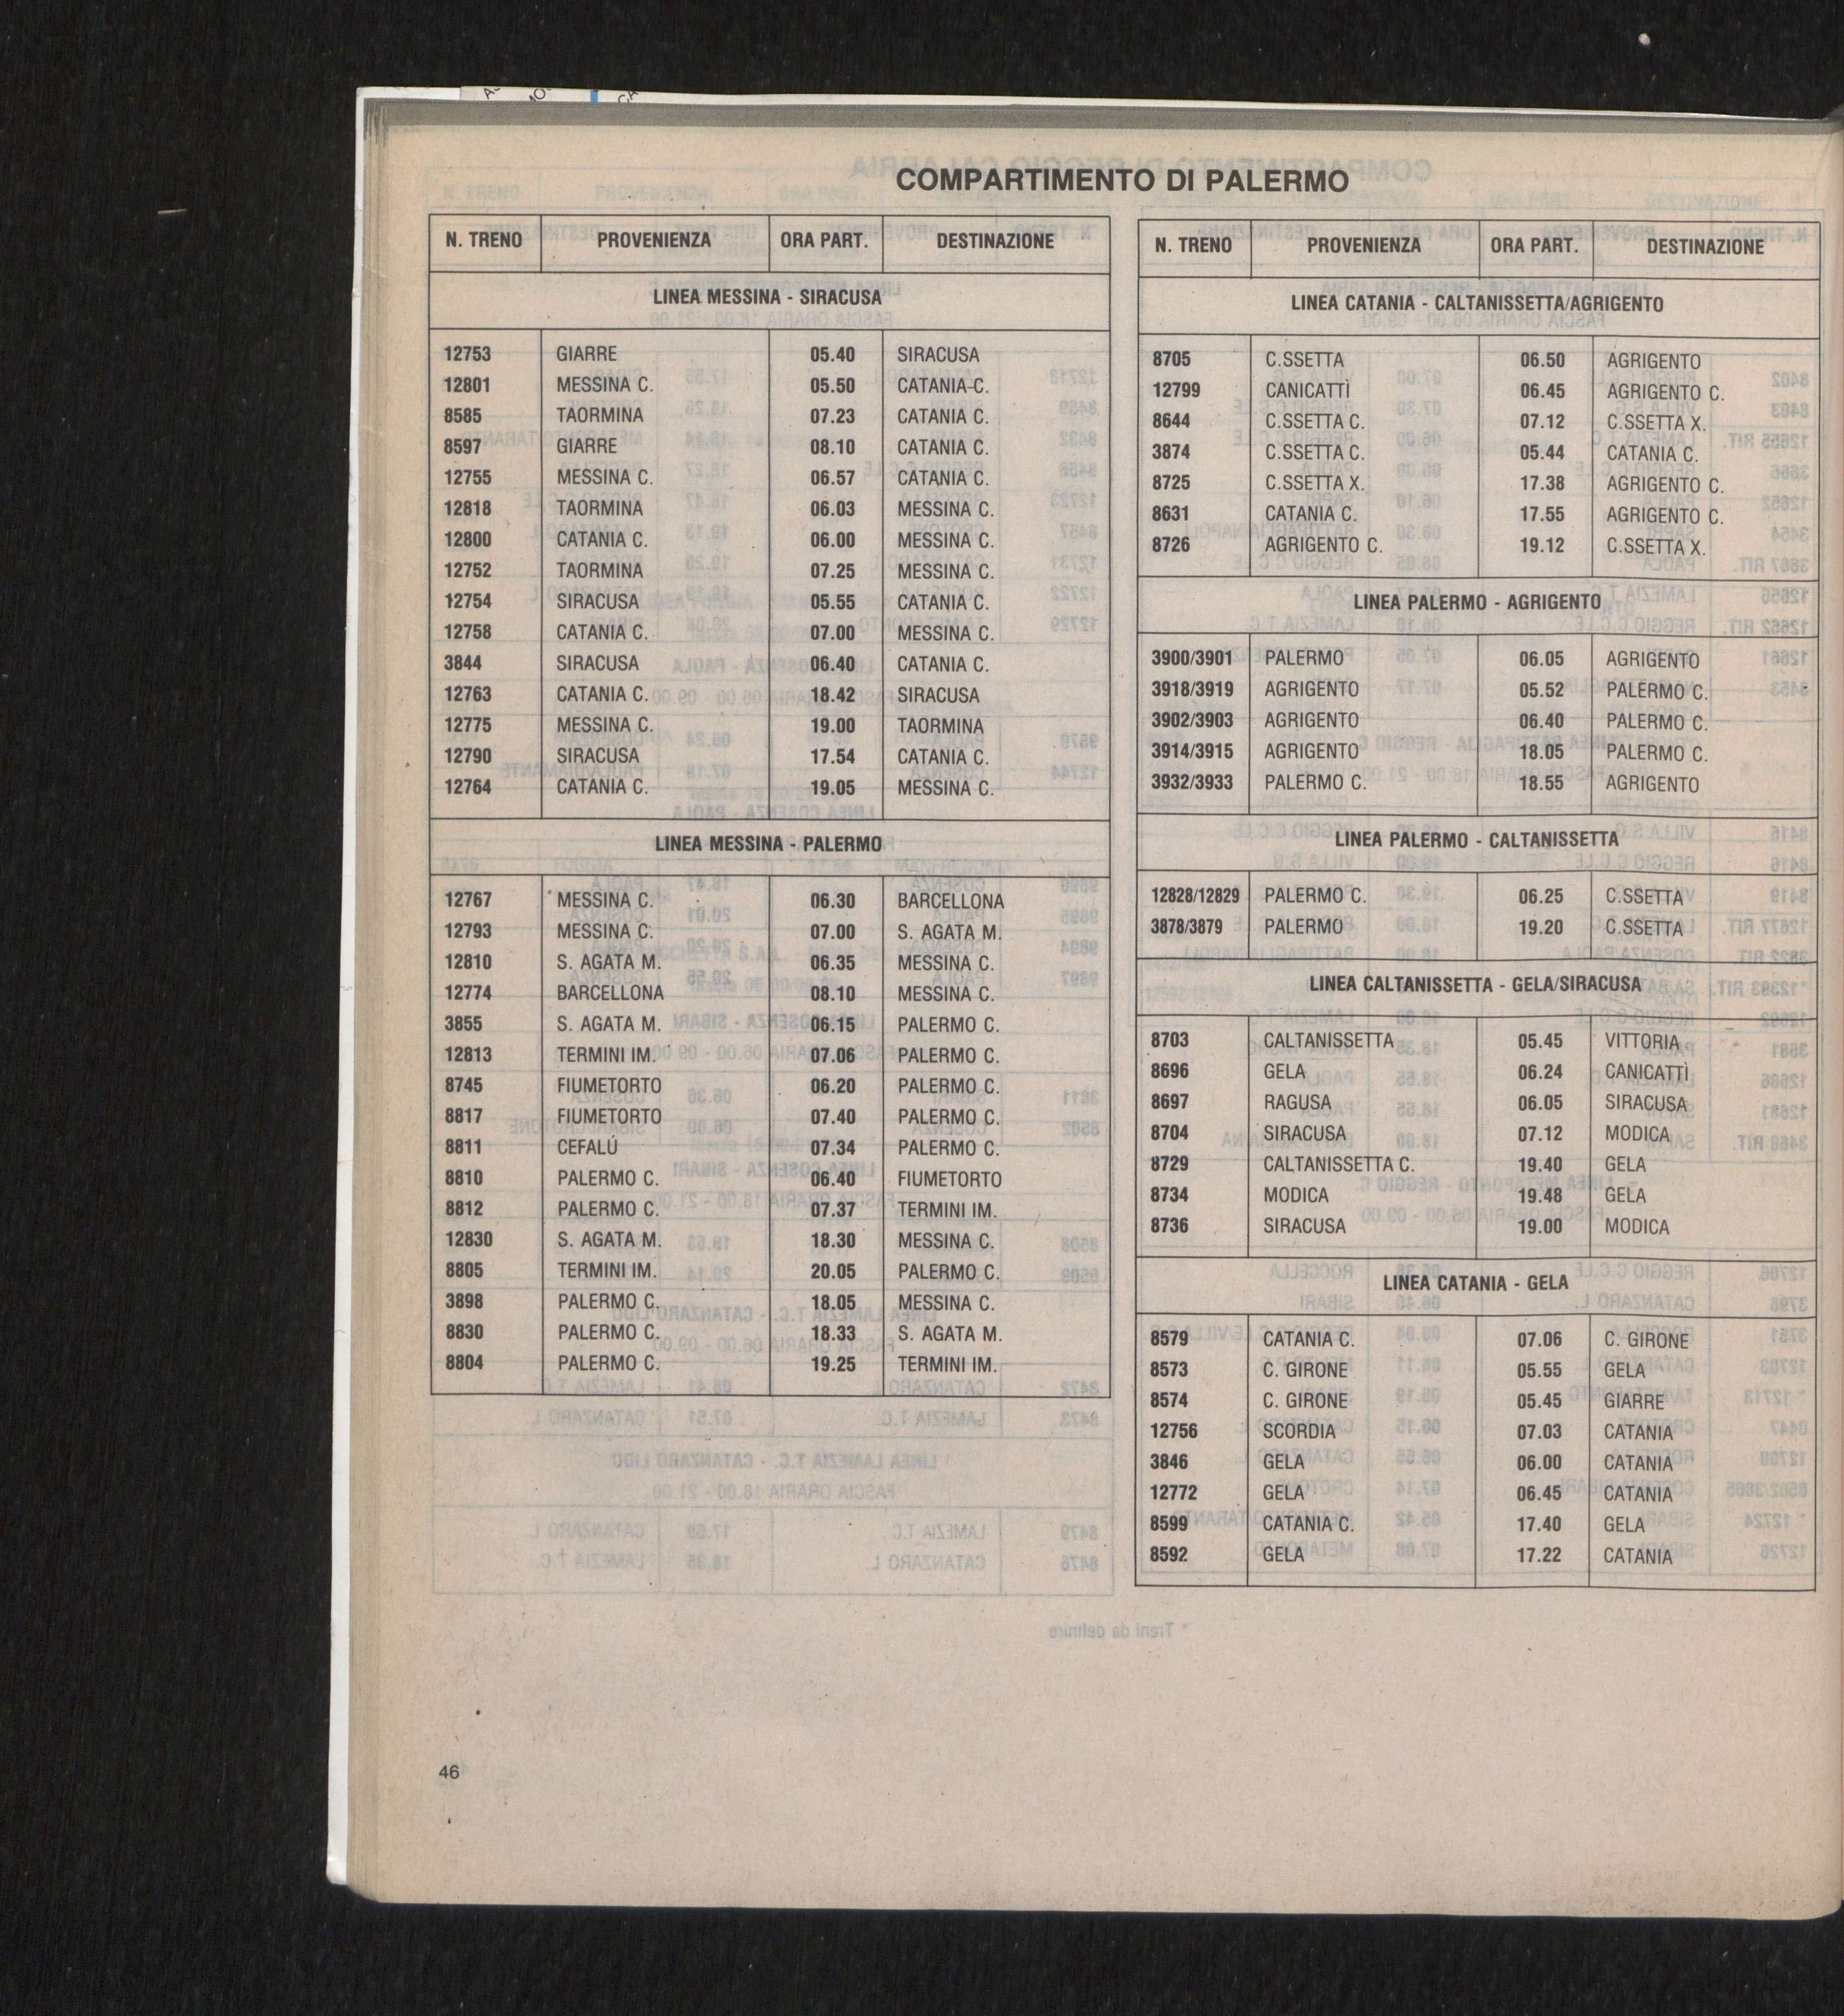 COMPARTIMENTO DI PALERMO
N. TRENO PROVENIENZA ORA PART. DESTINAZIONE
LINEA MESSINA - SIRACUSA
12753 GIARRE 05.40 SIRACUSA
12801 MESSINA C. 05.50 CATANIA C.
8585 TAORMINA 07.23 CATANIA C.
8597 GIARRE 08.10 CATANIA C.
12755 MESSINA C. 06.57 CATANIA C.
12818 TAORMINA 06.03 MESSINA C.
12800 CATANIA C. 06.00 MESSINA C.
12752 TAORMINA 07.25 MESSINA C.
12754 SIRACUSA 05.55 CATANIA C.
12758 CATANIA C. 07.00 MESSINA C.
3844 SIRACUSA 06.40 CATANIA C.
12763 CATANIA C. 18.42 SIRACUSA
12775 MESSINA C. 19.00 TAORMINA
12790 SIRACUSA 17.54 CATANIA C.
12764 CATANIA C. 19.05 MESSINA C.
LINEA MESSINA - PALERMO
12767 MESSINA C. 06.30 BARCELLONA
12793 MESSINA C. 07.00 S. AGATA M.
12810 S. AGATA M. 06.35 MESSINA C.
12774 BARCELLONA 08.10 MESSINA C.
3855 S. AGATA M. 06.15 PALERMO C.
12813 TERMINI IM. 07.06 PALERMO C.
8745 FIUMETORTO 06.20 PALERMO C.
8817 FIUMETORTO 07.40 PALERMO C.
8811 CEFALÚ 07.34 PALERMO C.
8810 PALERMO C. 06.40 FIUMETORTO
8812 PALERMO C. 07.37 TERMINI IM.
12830 S. AGATA M. 18.30 MESSINA C.
8805 TERMINI IM. 20.05 PALERMO C.
3898 PALERMO C. 18.05 MESSINA C.
8830 PALERMO C. 18.33 S. AGATA M.
8804 PALERMO C. 19.25 TERMINI IM.
N. TRENO PROVENIENZA ORA PART. DESTINAZIONE
LINEA CATANIA - CALTANISSETTA/AGRIGENTO
8705 C.SSETTA 06.50 AGRIGENTO
12799 CANICATTÌ 06.45 AGRIGENTO C.
8644 C.SSETTA C. 07.12 C.SSETTA X.
3874 C.SSETTA C. 05.44 CATANIA C.
8725 C.SSETTA X. 17.38 AGRIGENTO C.
8631 CATANIA C. 17.55 AGRIGENTO C.
8726 AGRIGENTO C. 19.12 C.SSETTA X.
LINEA PALERMO - AGRIGENTO
3900/3901 PALERMO 06.05 AGRIGENTO
3918/3919 AGRIGENTO 05.52 PALERMO C.
3902/3903 AGRIGENTO 06.40 PALERMO C.
3914/3915 AGRIGENTO 18.05 PALERMO C.
3932/3933 PALERMO C. 18.55 AGRIGENTO
LINEA PALERMO - CALTANISSETTA
12828/12829 PALERMO C. 06.25 C.SSETTA
3878/3879 PALERMO 19.20 C.SSETTA
LINEA CALTANISSETTA - GELA/SIRACUSA
8703 CALTANISSETTA 05.45 VITTORIA
8696 GELA 06.24 CANICATTÌ
8697 RAGUSA 06.05 SIRACUSA
8704 SIRACUSA 07.12 MODICA
8729 CALTANISSETTA C. 19.40 GELA
8734 MODICA 19.48 GELA
8736 SIRACUSA 19.00 MODICA
LINEA CATANIA - GELA
8579 CATANIA C. 07.06 C. GIRONE
8573 C. GIRONE 05.55 GELA
8574 C. GIRONE 05.45 GIARRE
12756 SCORDIA 07.03 CATANIA
3846 GELA 06.00 CATANIA
12772 GELA 06.45 CATANIA
8599 CATANIA C. 17.40 GELA
8592 GELA 17.22 CATANIA
46